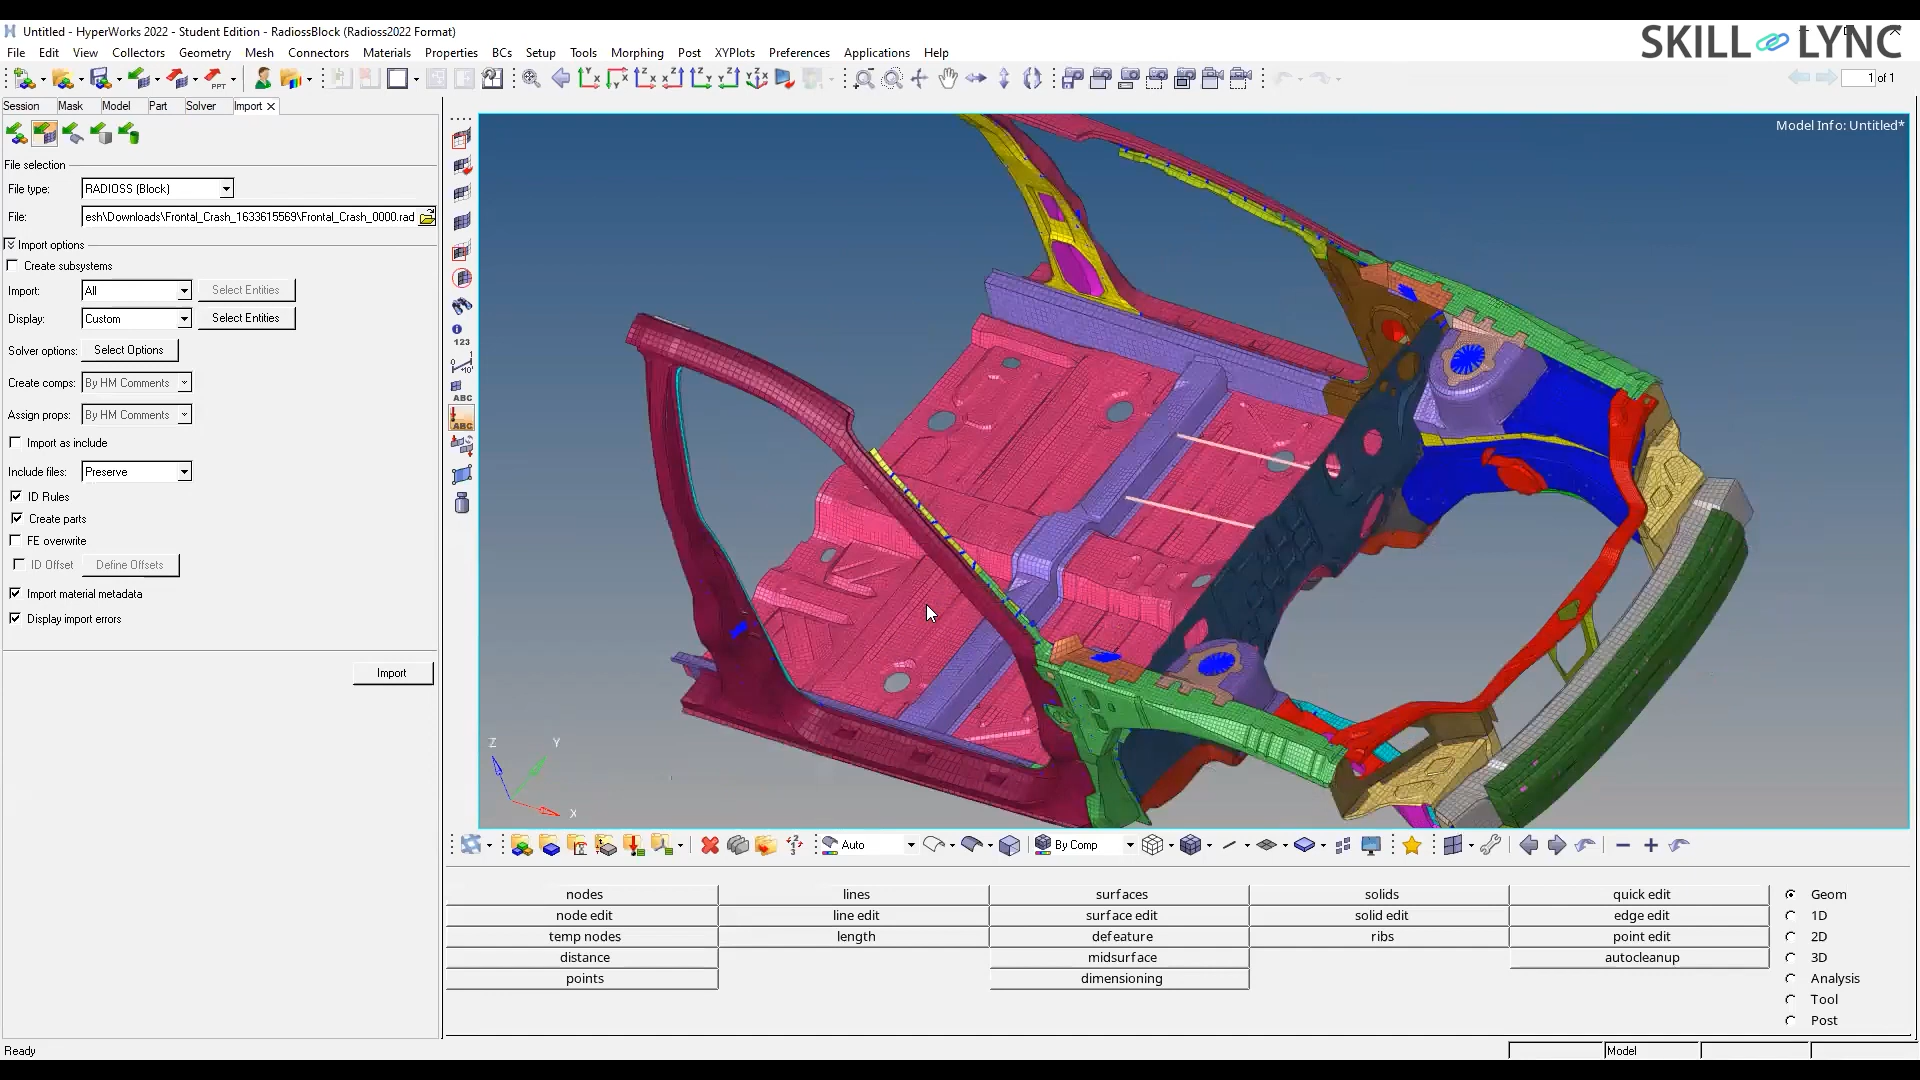 Untitled - HyperWorks 2022 - Student Edition - RadiossBlock (Radioss2022 Format)
SKILL LYNC
File Edit View Collectors Geometry Mesh Connectors Materials Properties BCs Setup Tools Morphing Post XYPlots Preferences Applications Help
1 of 1
Session Mask Model Part Solver Import
Model Info: Untitled*
File selection
File type: RADIOSS (Block)
File: esh\Downloads\Frontal_Crash_1633615569\Frontal_Crash_0000.rad
Import options
Create subsystems
Import: All Select Entities
Display: Custom Select Entities
Solver options: Select Options
Create comps: By HM Comments
Assign props: By HM Comments
Import as include
Include files: Preserve
ID Rules
Create parts
FE overwrite
ID Offset Define Offsets
Import material metadata
Display import errors
Import
123
ABC
ABC
Z Y
X
Auto By Comp
nodes lines surfaces solids quick edit Geom
node edit line edit surface edit solid edit edge edit 1D
temp nodes length defeature ribs point edit 2D
distance midsurface autocleanup 3D
points dimensioning Analysis
Tool
Post
Ready Model